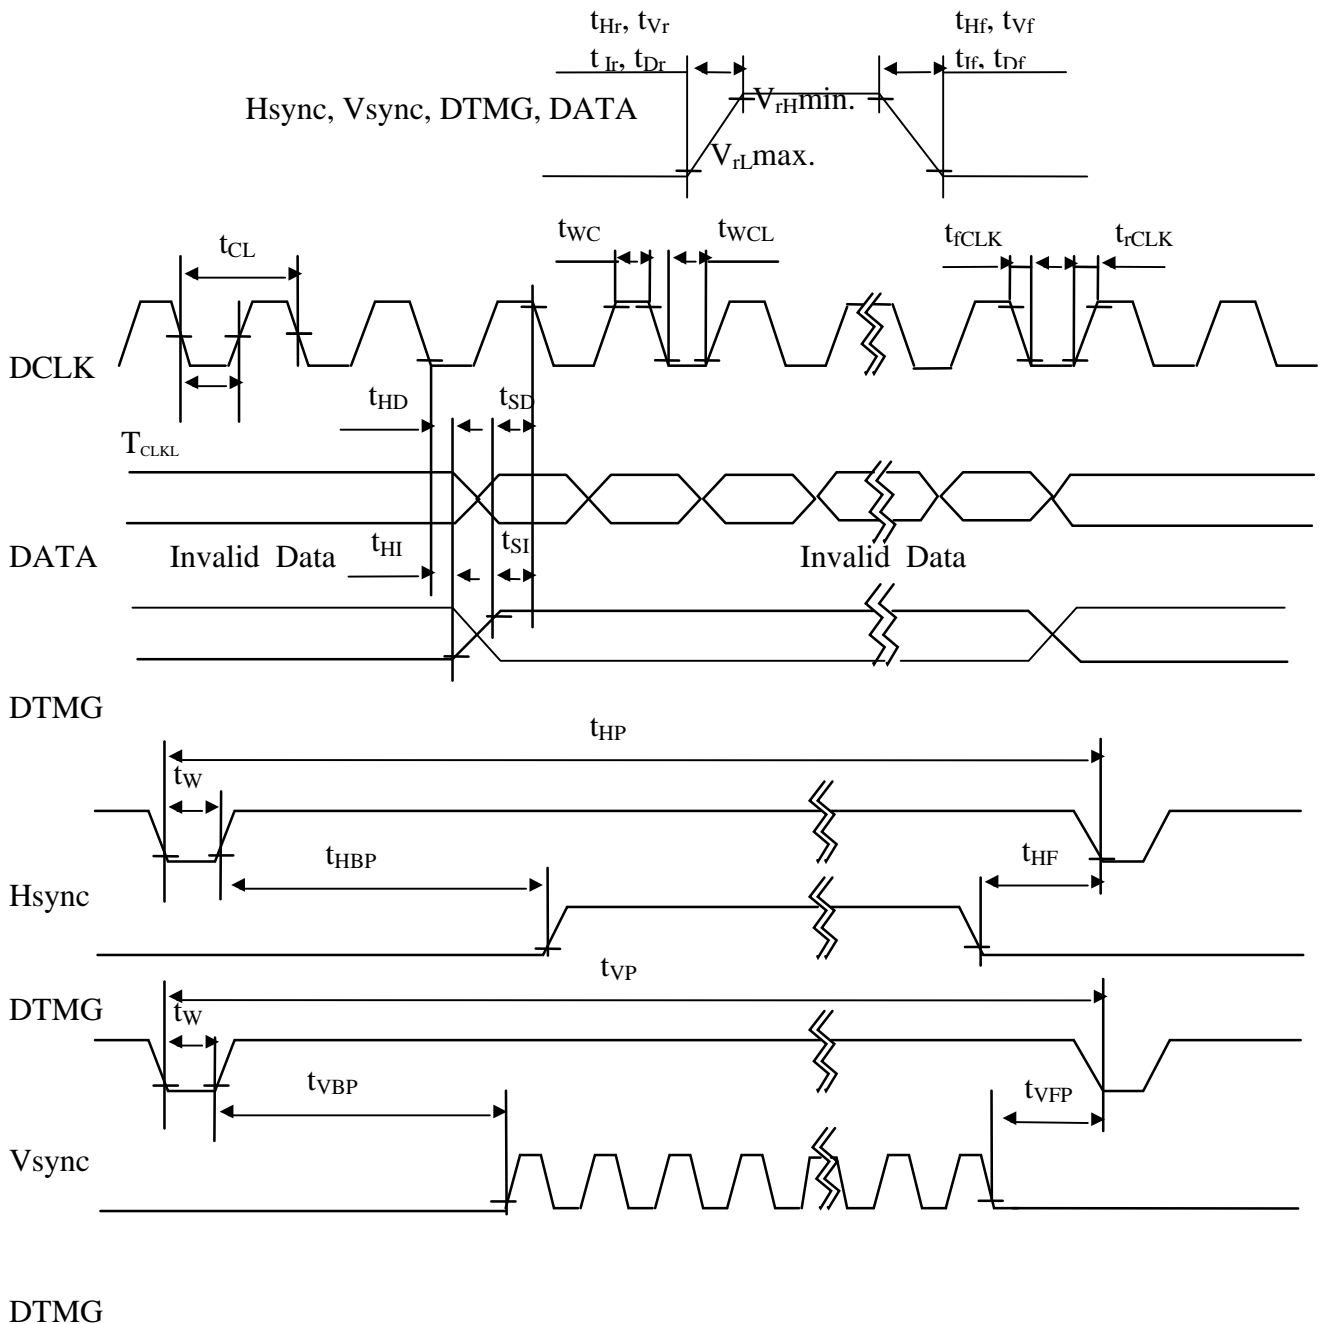 tHr, tVr tHf, tVf
t Ir, tDr tIf, tDf
Hsync, Vsync, DTMG, DATA VrHmin.
VrLmax.
tCL tWC tWCL tfCLK trCLK
DCLK
tHD tSD
TCLKL
DATA Invalid Data tHI tSI Invalid Data
DTMG
tHP
tW
tHBP tHF
Hsync
tVP
DTMG tW
tVBP tVFP
Vsync
DTMG